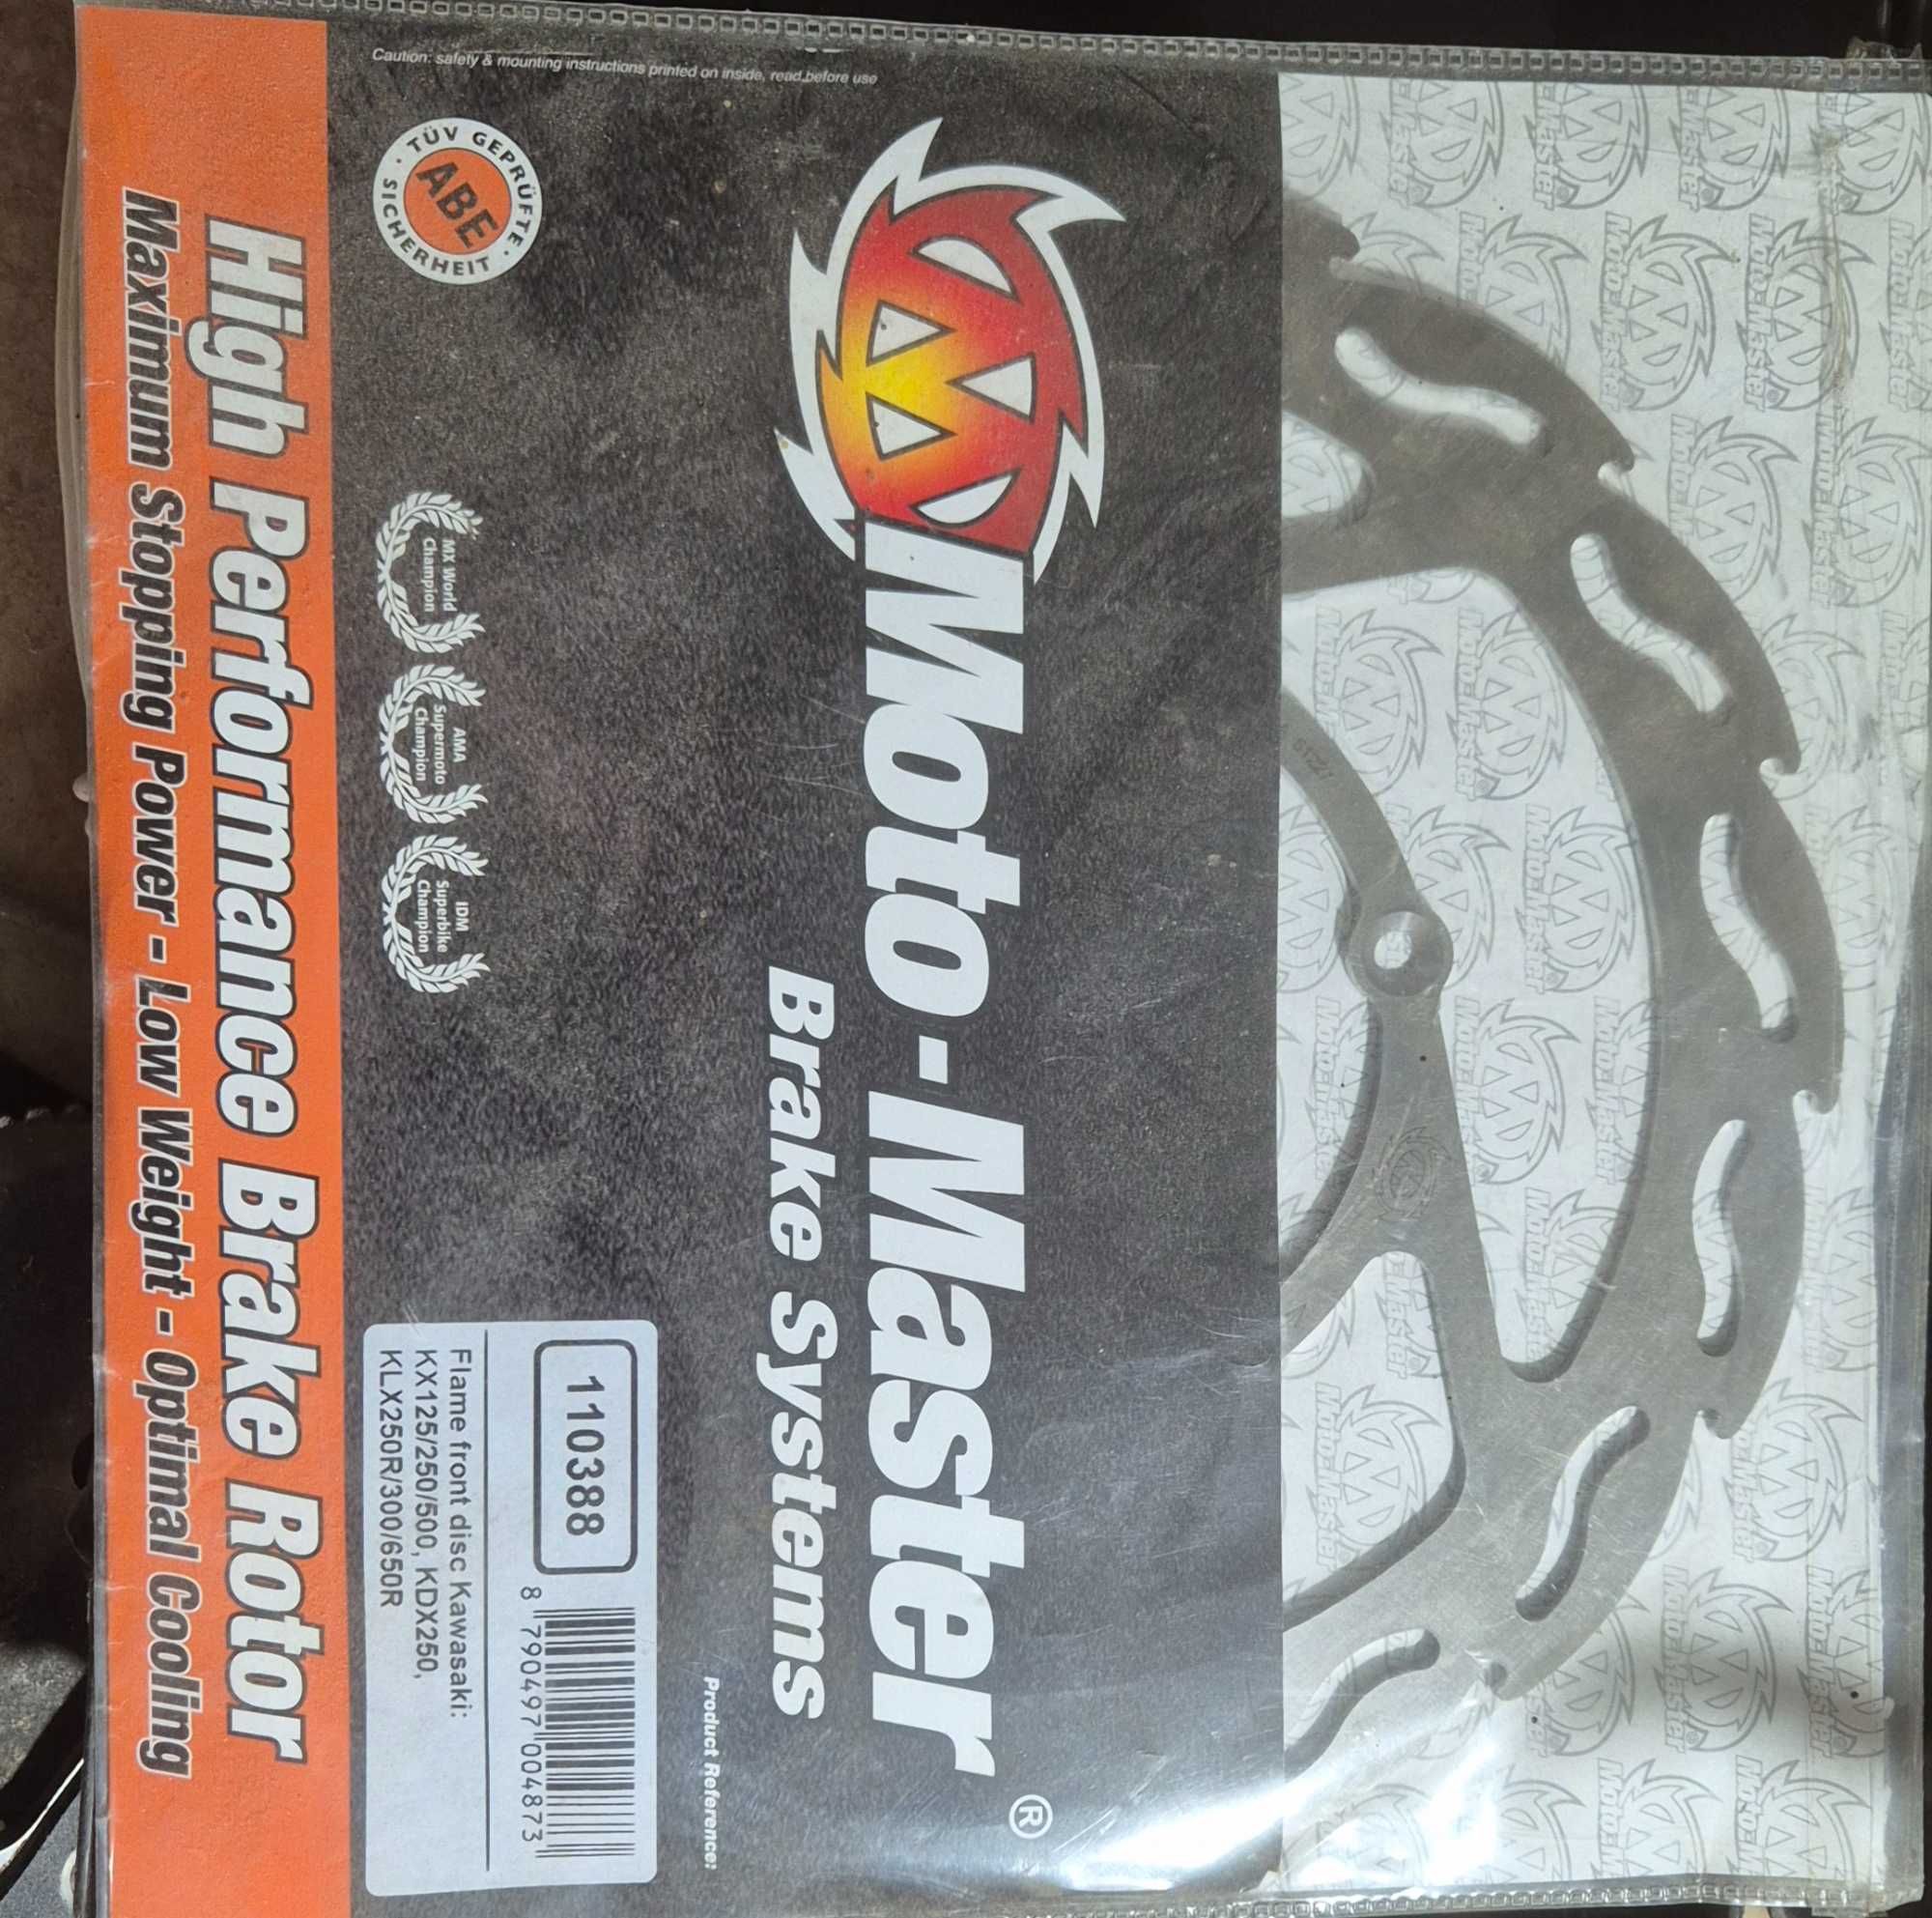 Moto-Master®
Brake Systems
Product Reference:
110388
8 790497 004873
Flame front disc Kawasaki:
KX125/250/500, KDX250,
KLX250R/300/650R
MX World
Champion
AMA
Supermoto
Champion
IDM
Superbike
Champion
TÜV GEPRÜFTE
ABE
SICHERHEIT
Caution: safety & mounting instructions printed on inside, read before use
High Performance Brake Rotor
Maximum Stopping Power - Low Weight - Optimal Cooling